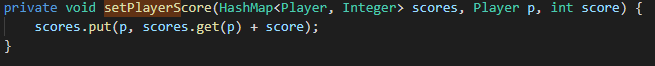 private void setPlayerScore(HashMap<Player, Integer> scores, Player p, int score) {
    scores.put(p, scores.get(p) + score);
}